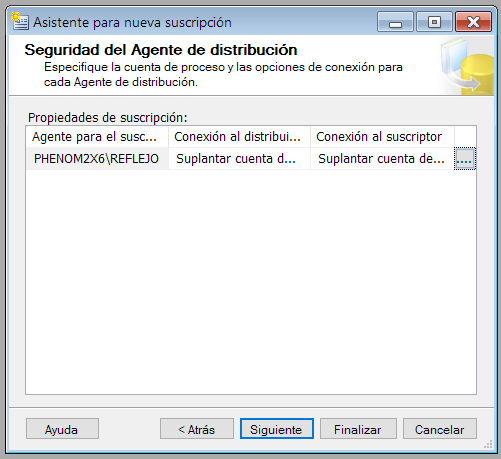 Asistente para nueva suscripción
Seguridad del Agente de distribución
Especifique la cuenta de proceso y las opciones de conexión para
cada Agente de distribución.
Propiedades de suscripción:
Agente para el susc... Conexión al distribui... Conexión al suscriptor
PHENOM2X6\REFLEJO Suplantar cuenta d... Suplantar cuenta de... ....
Ayuda < Atrás Siguiente Finalizar Cancelar